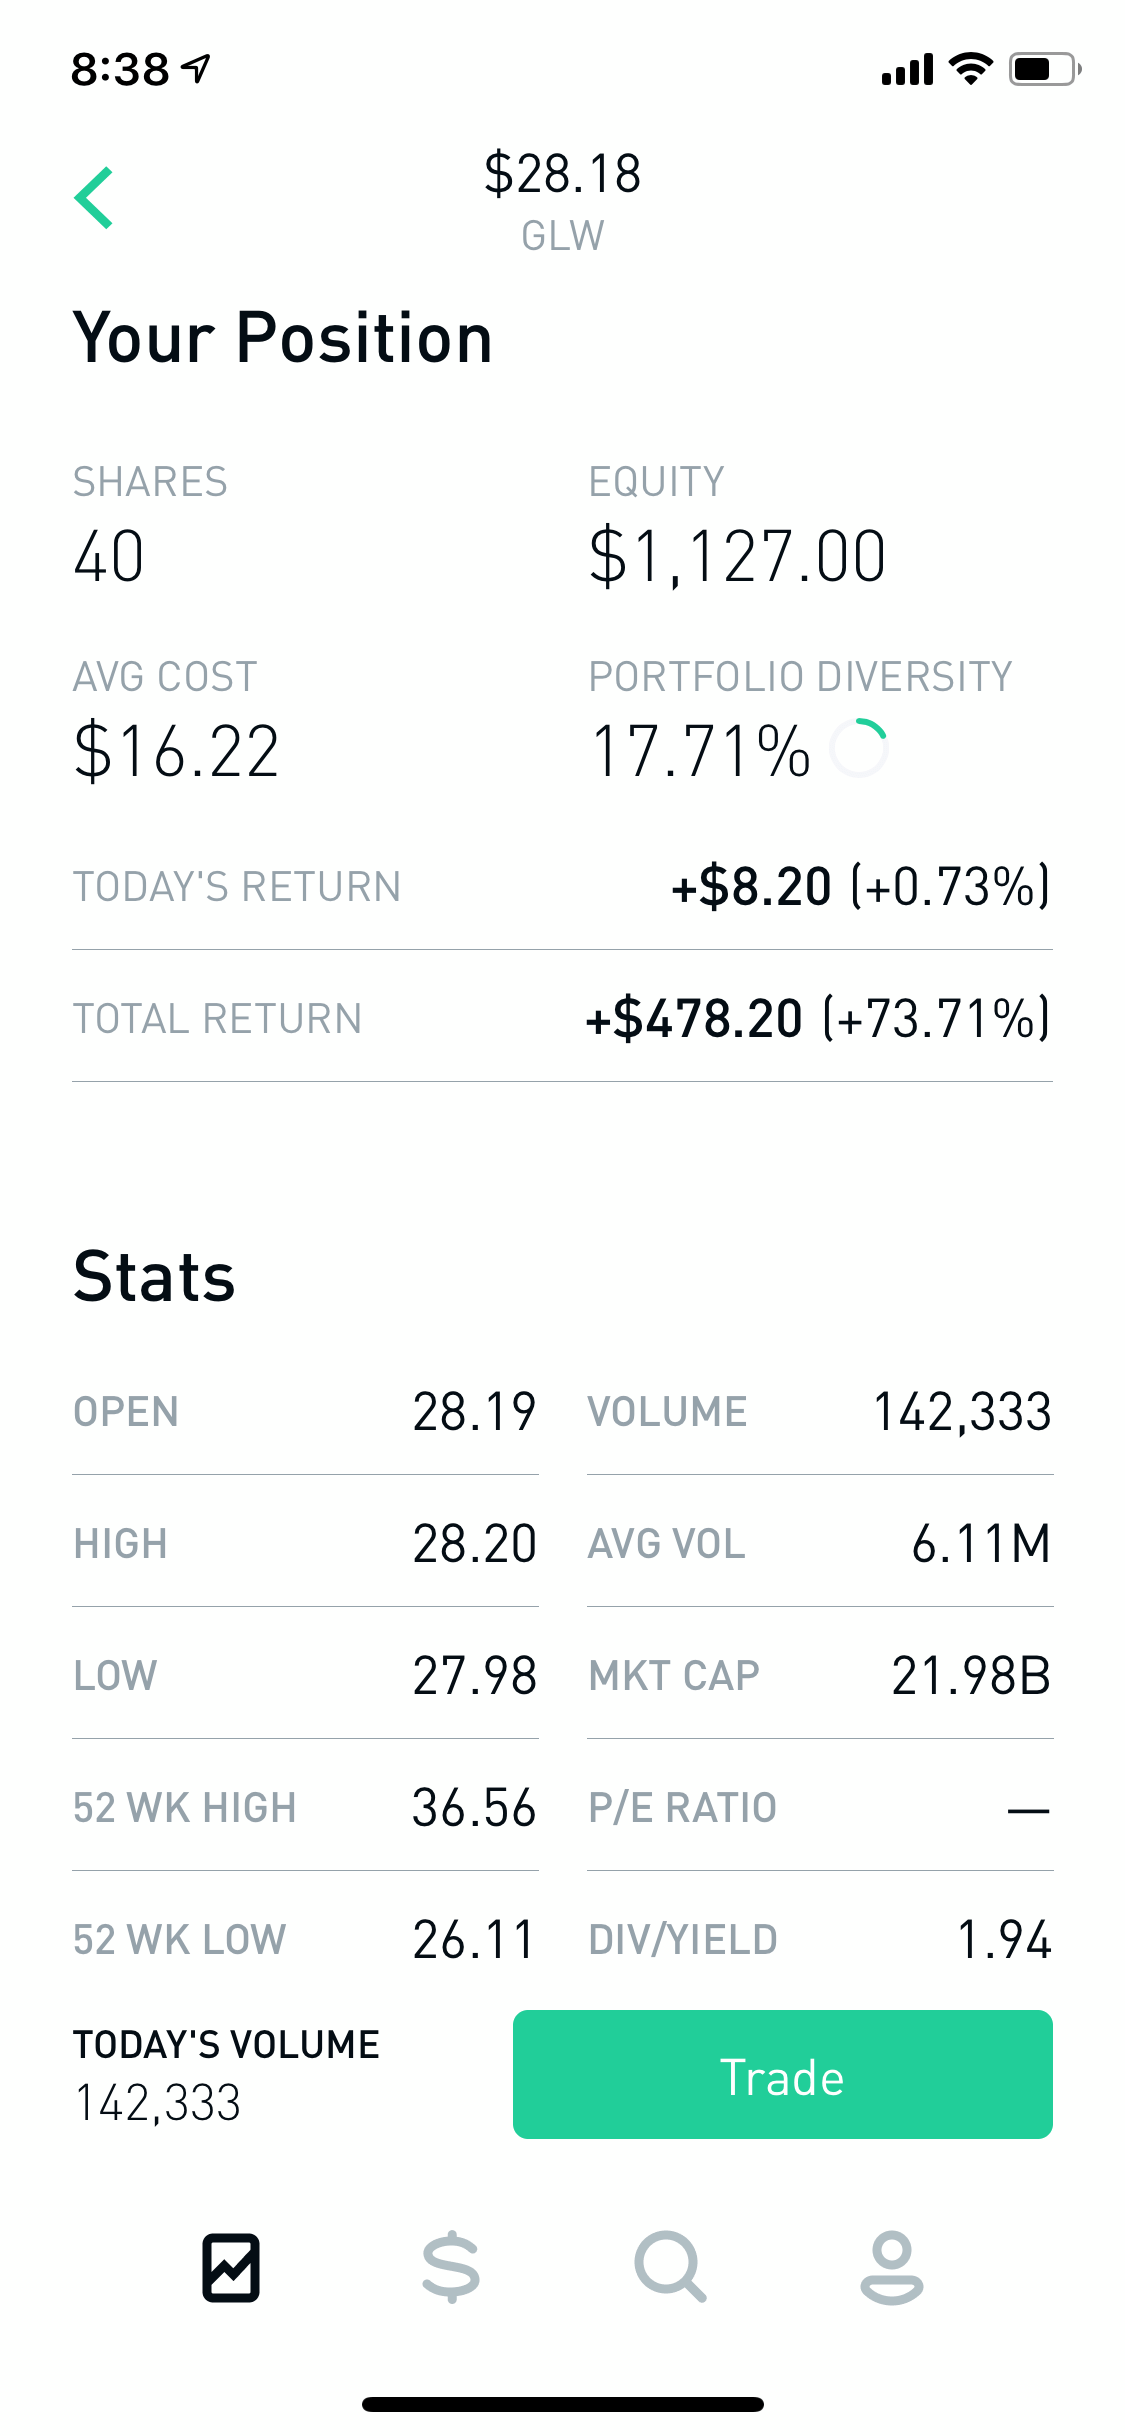 8:38
$28.18
GLW
Your Position
SHARES EQUITY
40 $1,127.00
AVG COST PORTFOLIO DIVERSITY
$16.22 17.71%
TODAY'S RETURN +$8.20 (+0.73%)
TOTAL RETURN +$478.20 (+73.71%)
Stats
OPEN 28.19 VOLUME 142,333
HIGH 28.20 AVG VOL 6.11M
LOW 27.98 MKT CAP 21.98B
52 WK HIGH 36.56 P/E RATIO —
52 WK LOW 26.11 DIV/YIELD 1.94
TODAY'S VOLUME
142,333
Trade